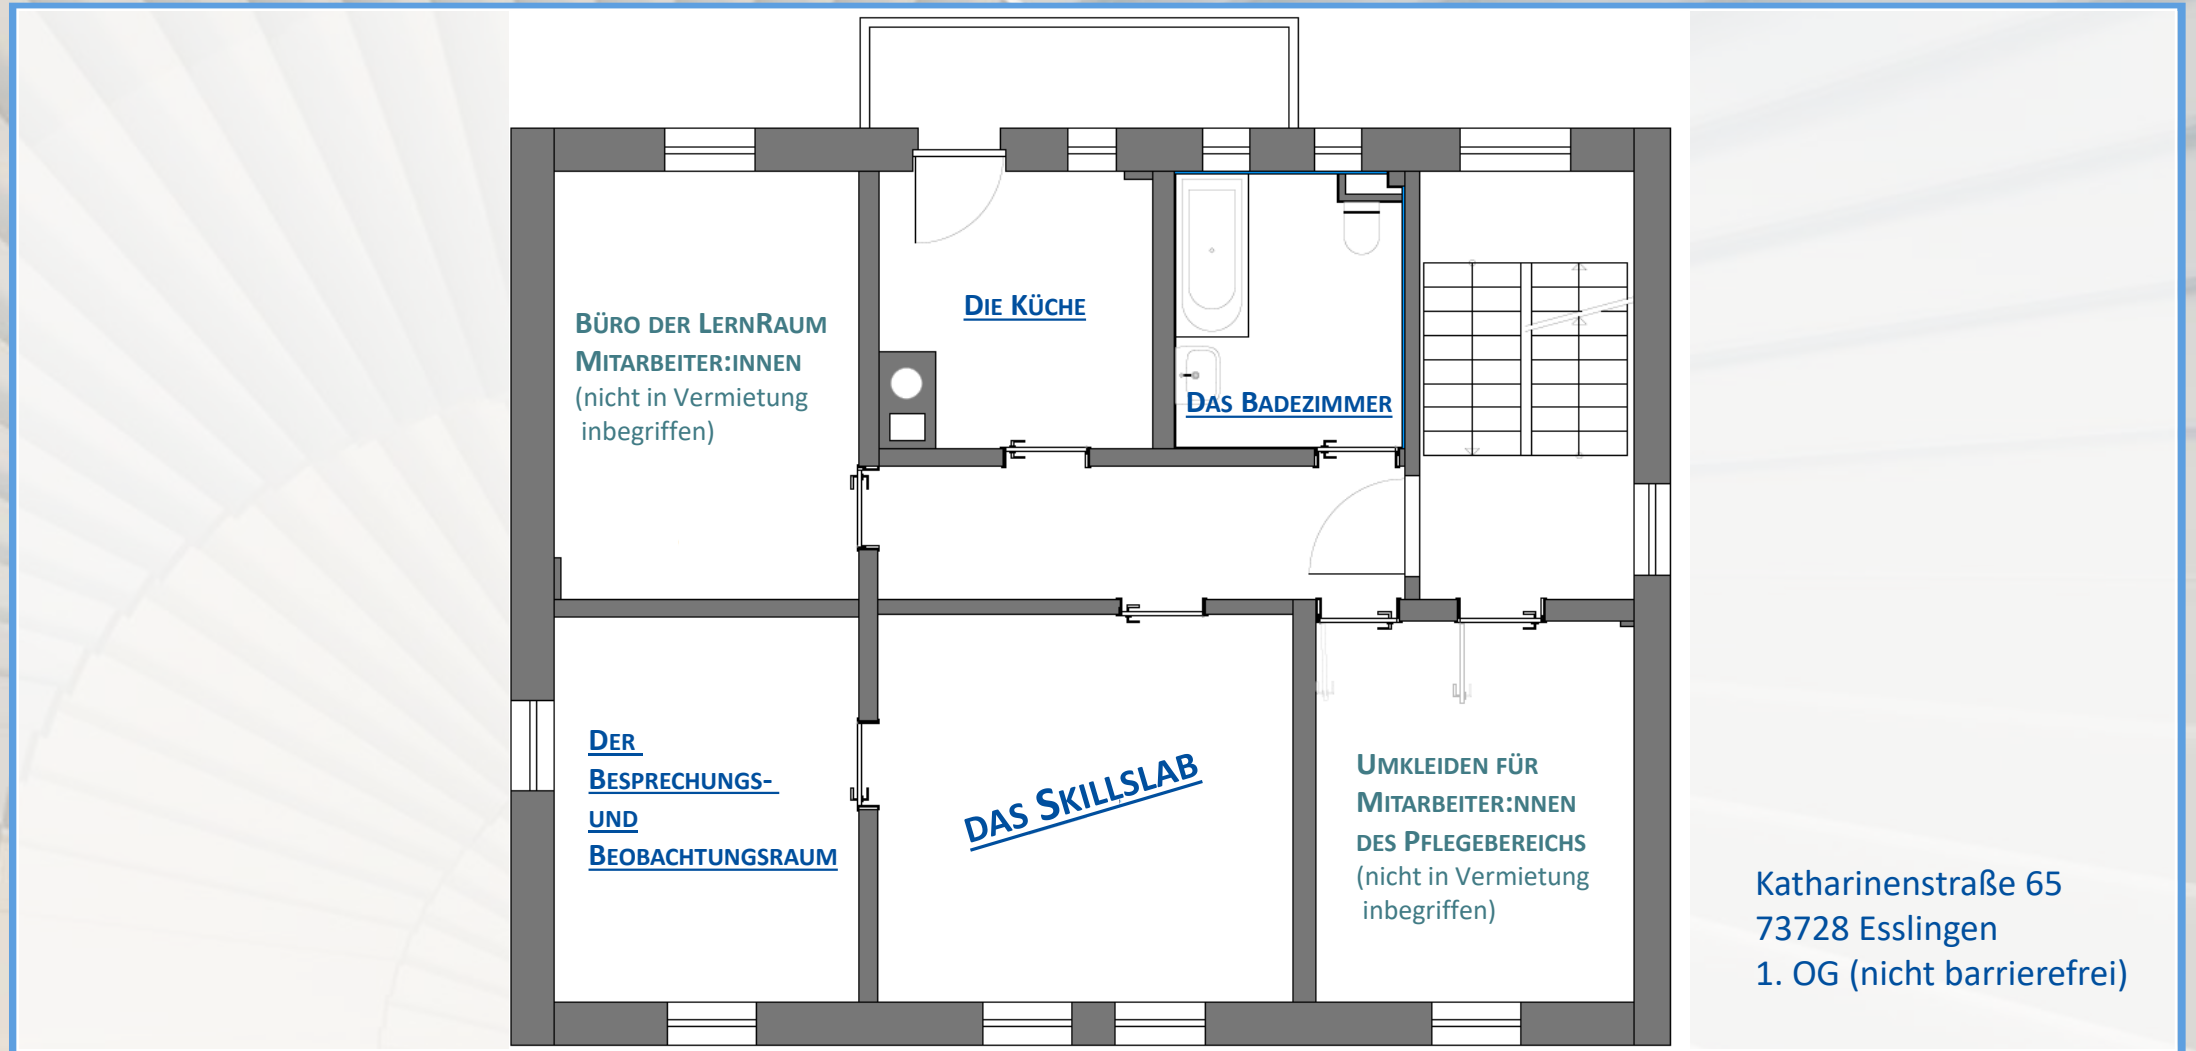 DIE KÜCHE
BÜRO DER LERNRAUM
MITARBEITER:INNEN
(nicht in Vermietung
inbegriffen)
DAS BADEZIMMER
DER
BESPRECHUNGS-
UND
BEOBACHTUNGSRAUM
DAS SKILLSLAB
UMKLEIDEN FÜR
MITARBEITER:NNEN
DES PFLEGEBEREICHS
(nicht in Vermietung
inbegriffen)
Katharinenstraße 65
73728 Esslingen
1. OG (nicht barrierefrei)